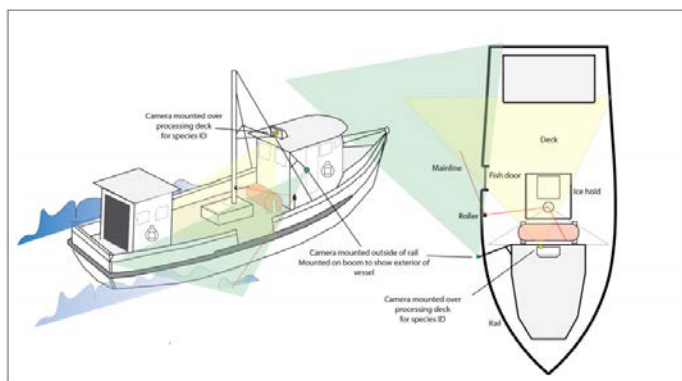 Camera mounted over
processing deck
for species ID
Deck
Mainline
Fish door
Ice hold
Roller
Camera mounted outside of rail
Mounted on boom to show exterior of
vessel
Camera mounted over
processing deck
for species ID
Rail